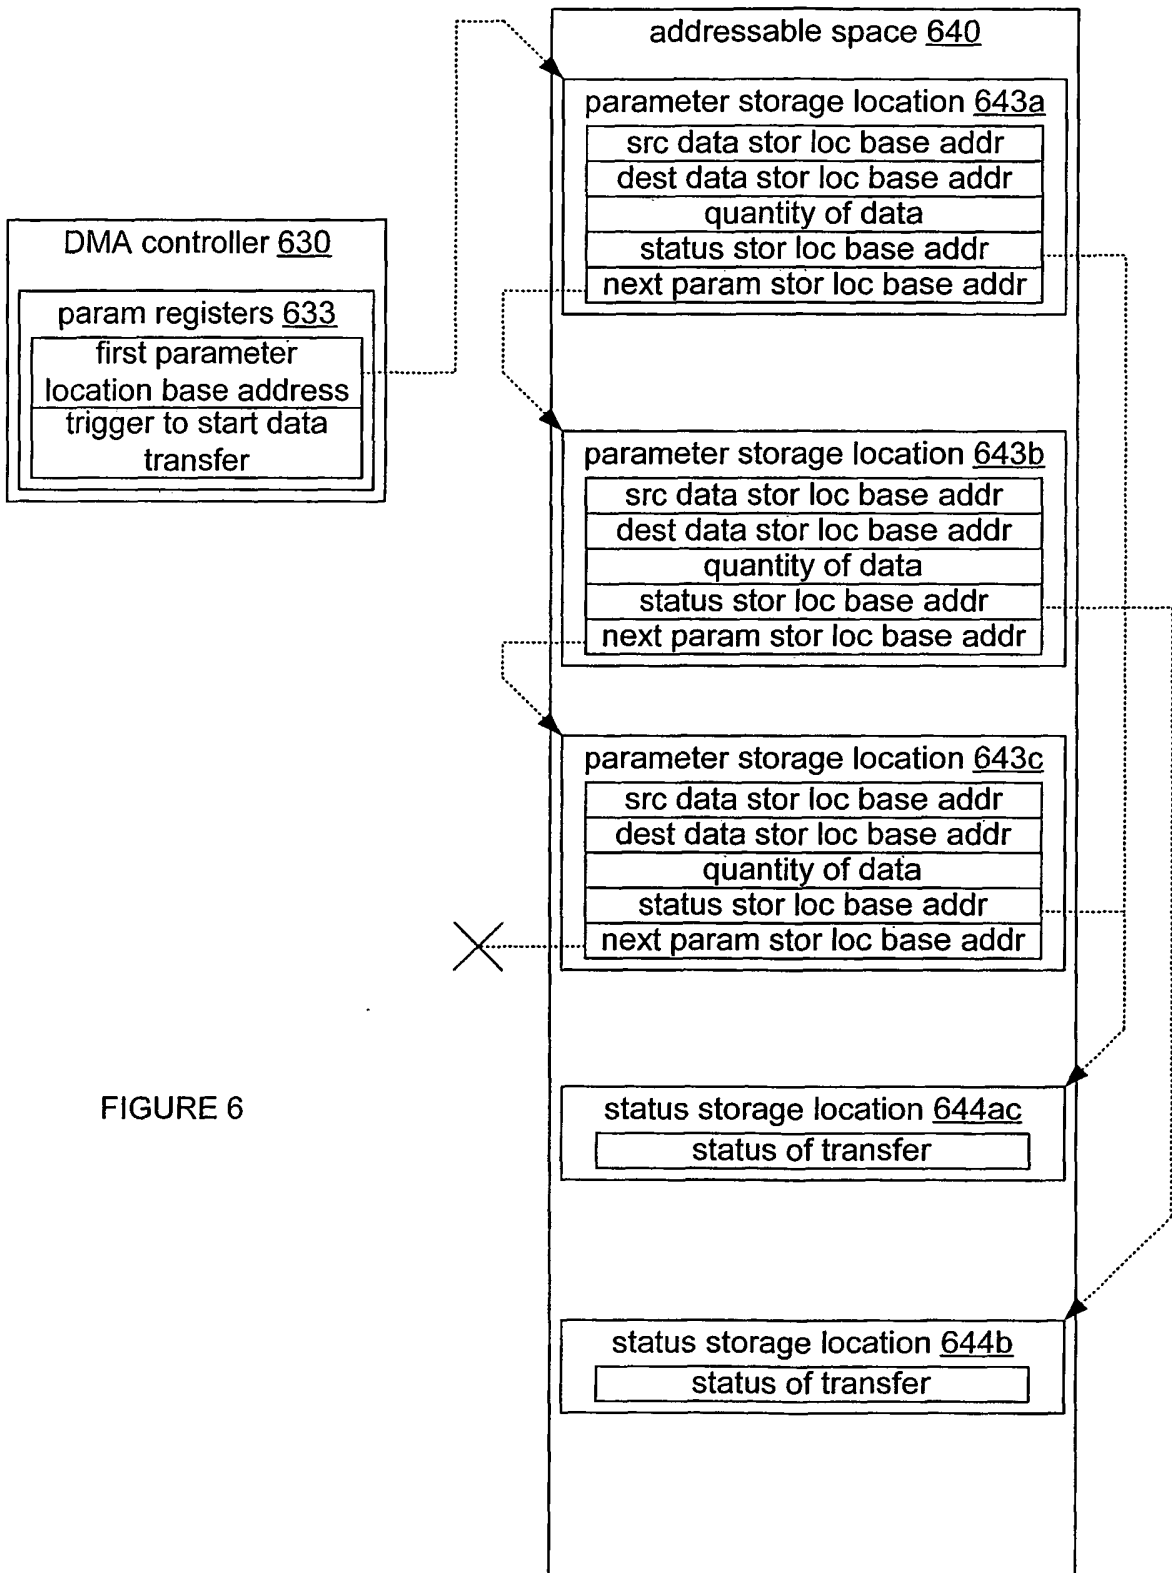 addressable space 640
parameter storage location 643a
src data stor loc base addr
dest data stor loc base addr
quantity of data
status stor loc base addr
next param stor loc base addr
DMA controller 630
param registers 633
first parameter
location base address
trigger to start data
transfer
parameter storage location 643b
src data stor loc base addr
dest data stor loc base addr
quantity of data
status stor loc base addr
next param stor loc base addr
parameter storage location 643c
src data stor loc base addr
dest data stor loc base addr
quantity of data
status stor loc base addr
next param stor loc base addr
FIGURE 6
status storage location 644ac
status of transfer
status storage location 644b
status of transfer